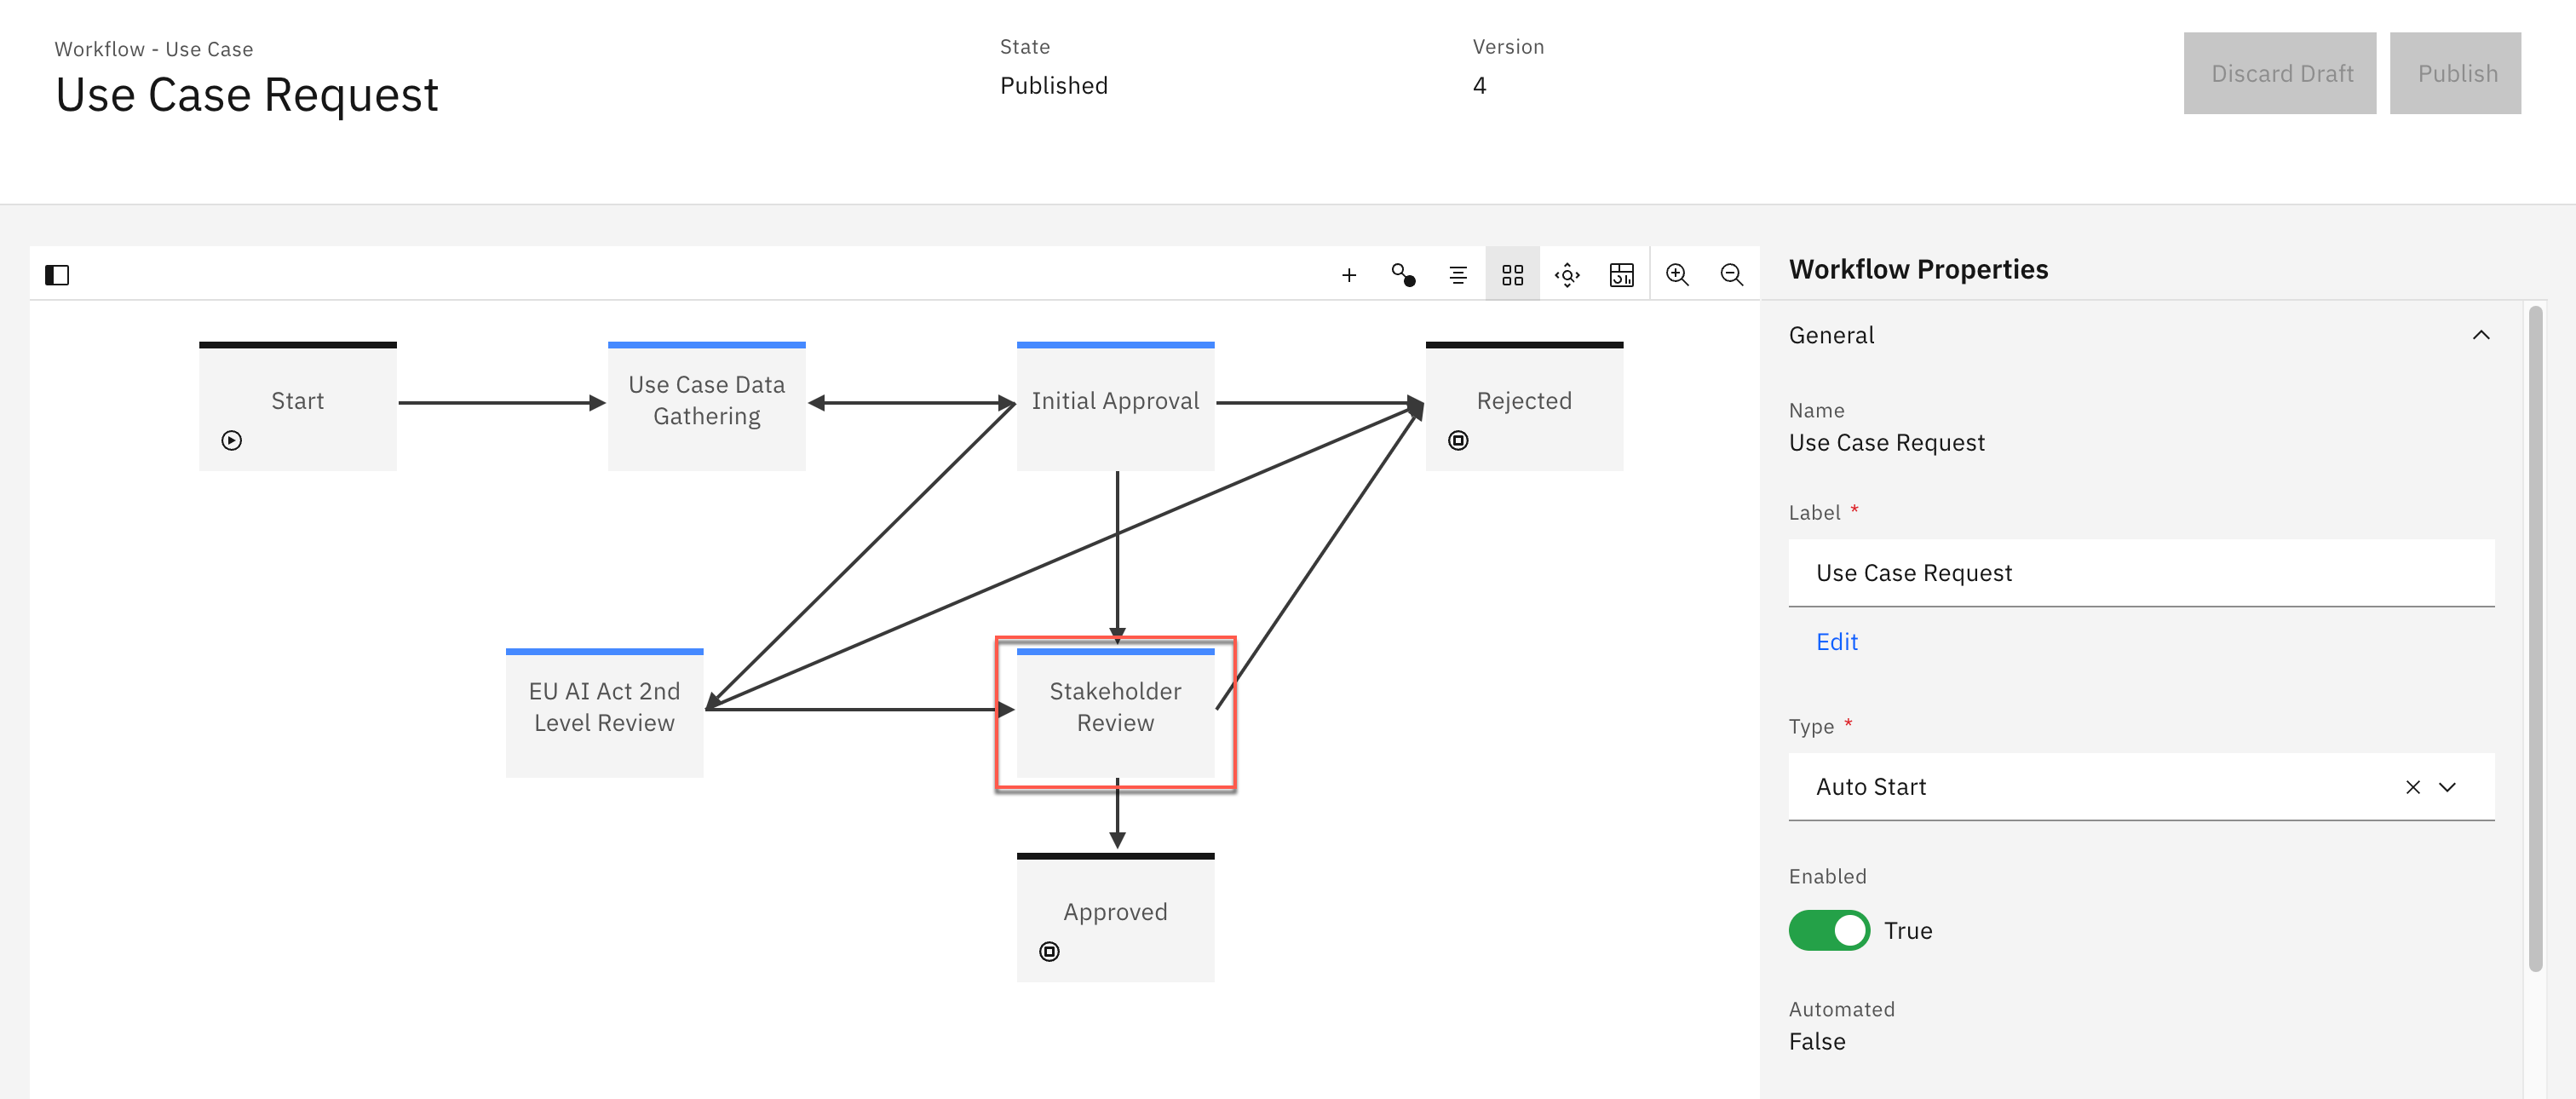 Workflow - Use Case
Use Case Request
State
Published
Version
4
Discard Draft
Publish
Workflow Properties
General
Name
Use Case Request
Label *
Use Case Request
Edit
Type *
Auto Start
Enabled
True
Automated
False
Start
Use Case Data
Gathering
Initial Approval
Rejected
EU AI Act 2nd
Level Review
Stakeholder
Review
Approved